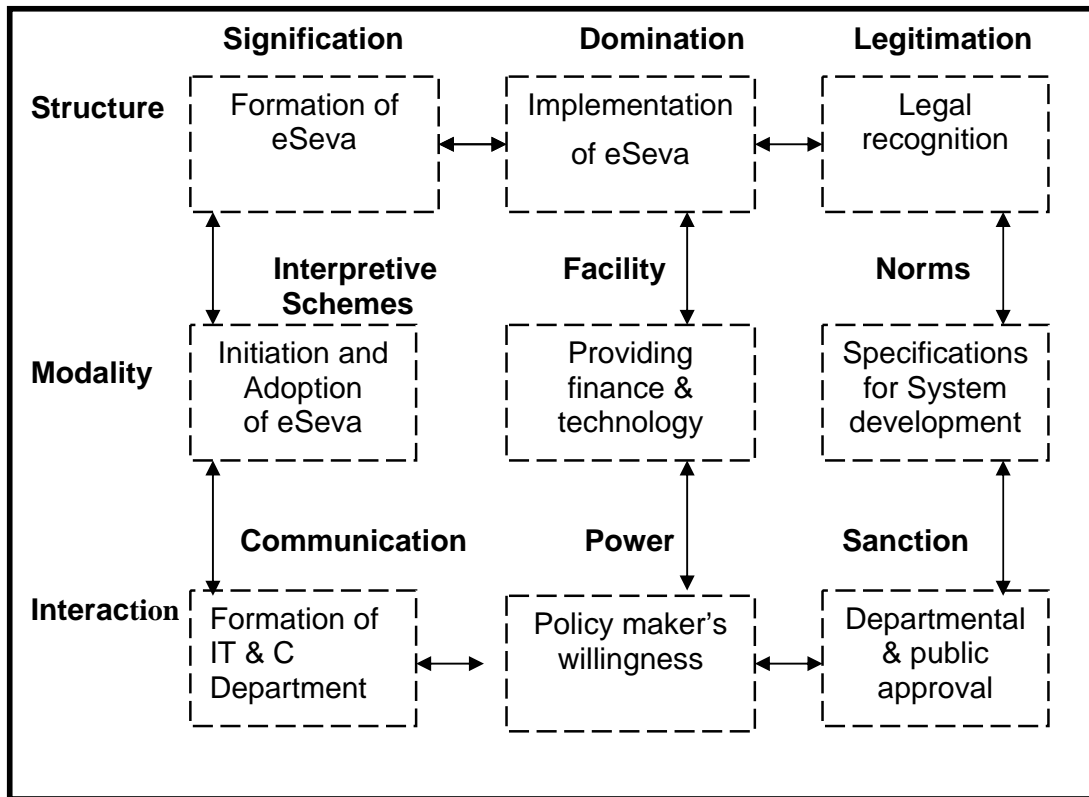 Signification Domination Legitimation
Structure
Formation of
eSeva
Implementation
of eSeva
Legal
recognition
Interpretive
Schemes
Facility
Norms
Modality
Initiation and
Adoption
of eSeva
Providing
finance &
technology
Specifications
for System
development
Communication
Power
Sanction
Interaction
Formation of
IT & C
Department
Policy maker's
willingness
Departmental
& public
approval